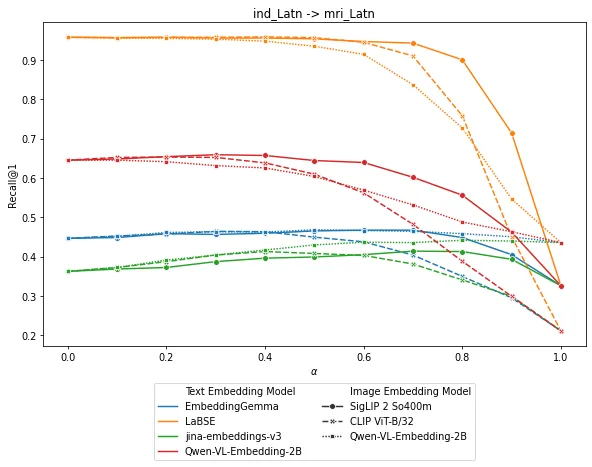 ind_Latn -> mri_Latn
Recall@1
0.9
0.8
0.7
0.6
0.5
0.4
0.3
0.2
0.0 0.2 0.4 0.6 0.8 1.0
α
Text Embedding Model Image Embedding Model
EmbeddingGemma SigLIP 2 So400m
LaBSE CLIP ViT-B/32
jina-embeddings-v3 Qwen-VL-Embedding-2B
Qwen-VL-Embedding-2B